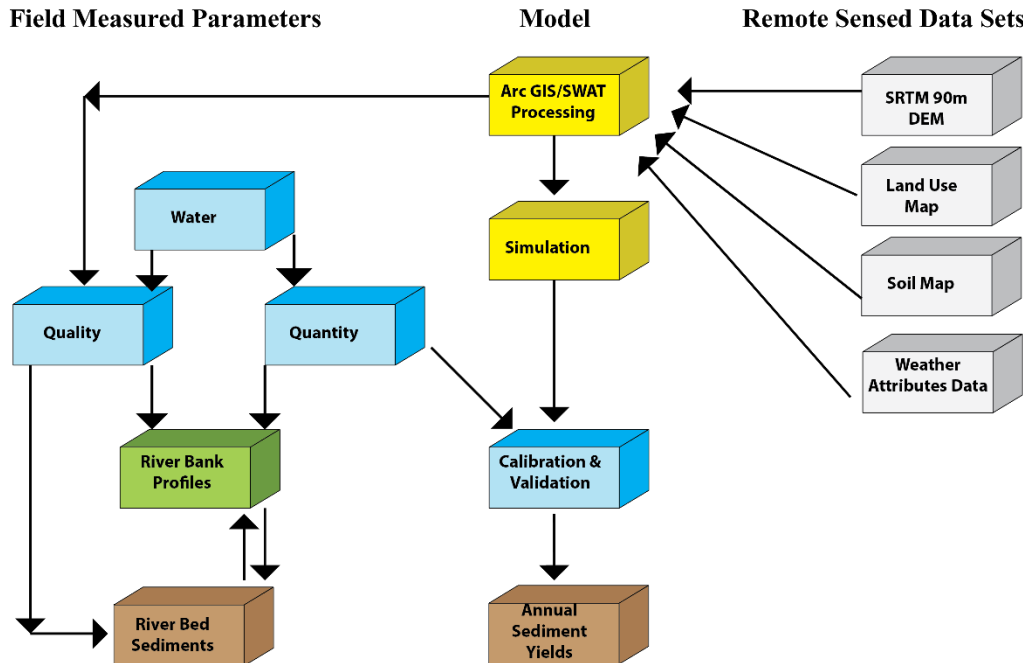 Field Measured Parameters
Model
Remote Sensed Data Sets
Arc GIS/SWAT
Processing
SRTM 90m
DEM
Land Use
Map
Water
Simulation
Soil Map
Quality
Quantity
Weather
Attributes Data
River Bank
Profiles
Calibration &
Validation
River Bed
Sediments
Annual
Sediment
Yields